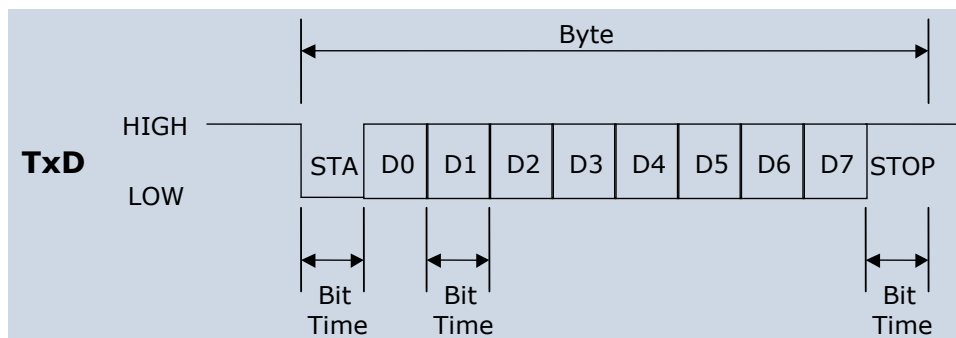 Byte
HIGH
TxD
STA D0 D1 D2 D3 D4 D5 D6 D7 STOP
LOW
Bit Time
Bit Time
Bit Time